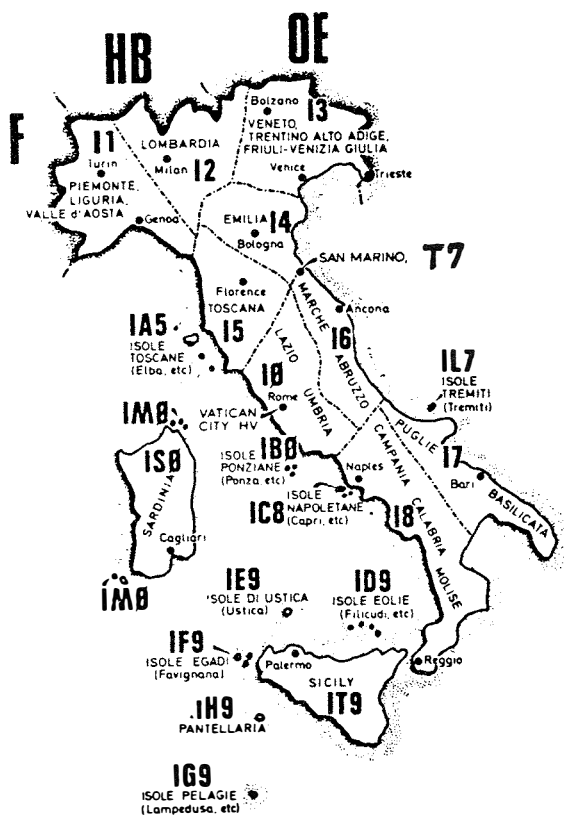 HB
OE
F
I1
Turin
PIEMONTE,
LIGURIA,
VALLE d'AOSTA
Genoa
LOMBARDIA
Milan
I2
Bolzano
I3
VENETO,
TRENTINO ALTO ADIGE,
FRIULI-VENIZIA GIULIA
Venice
Trieste
EMILIA
I4
Bologna
SAN MARINO,
T7
Florence
TOSCANA
I5
MARCHE
Ancona
I6
ABRUZZO
IA5
ISOLE
TOSCANE
(Elba, etc)
LAZIO
IØ
Rome
UMBRIA
VATICAN
CITY HV
IL7
ISOLE
TREMITI
(Tremiti)
IMØ
ISØ
SARDINIA
Cagliari
IMØ
IBØ
ISOLE
PONZIANE
(Ponza, etc)
PUGLIE
I7
Bari
BASILICATA
CAMPANIA
Naples
IC8
ISOLE
NAPOLETANE
(Capri, etc)
I8
CALABRIA
MOLISE
IE9
ISOLE DI USTICA
(Ustica)
ID9
ISOLE EOLIE
(Filicudi, etc)
IF9
ISOLE EGADI
(Favignana)
Palermo
Reggio
SICILY
IT9
IH9
PANTELLARIA
IG9
ISOLE PELAGIE
(Lampedusa, etc)